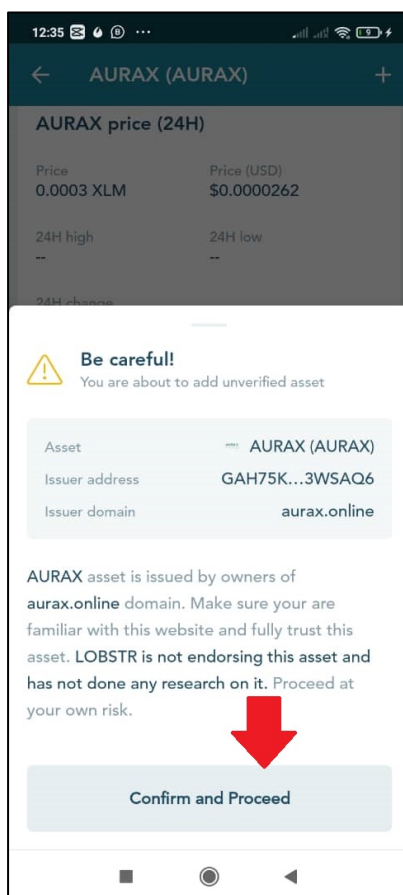 12:35
AURAX (AURAX)
AURAX price (24H)
Price Price (USD)
0.0003 XLM $0.0000262
24H high 24H low
-- --
24H change
Be careful!
You are about to add unverified asset
Asset AURAX (AURAX)
Issuer address GAH75K...3WSAQ6
Issuer domain aurax.online
AURAX asset is issued by owners of
aurax.online domain. Make sure your are
familiar with this website and fully trust this
asset. LOBSTR is not endorsing this asset and
has not done any research on it. Proceed at
your own risk.
Confirm and Proceed